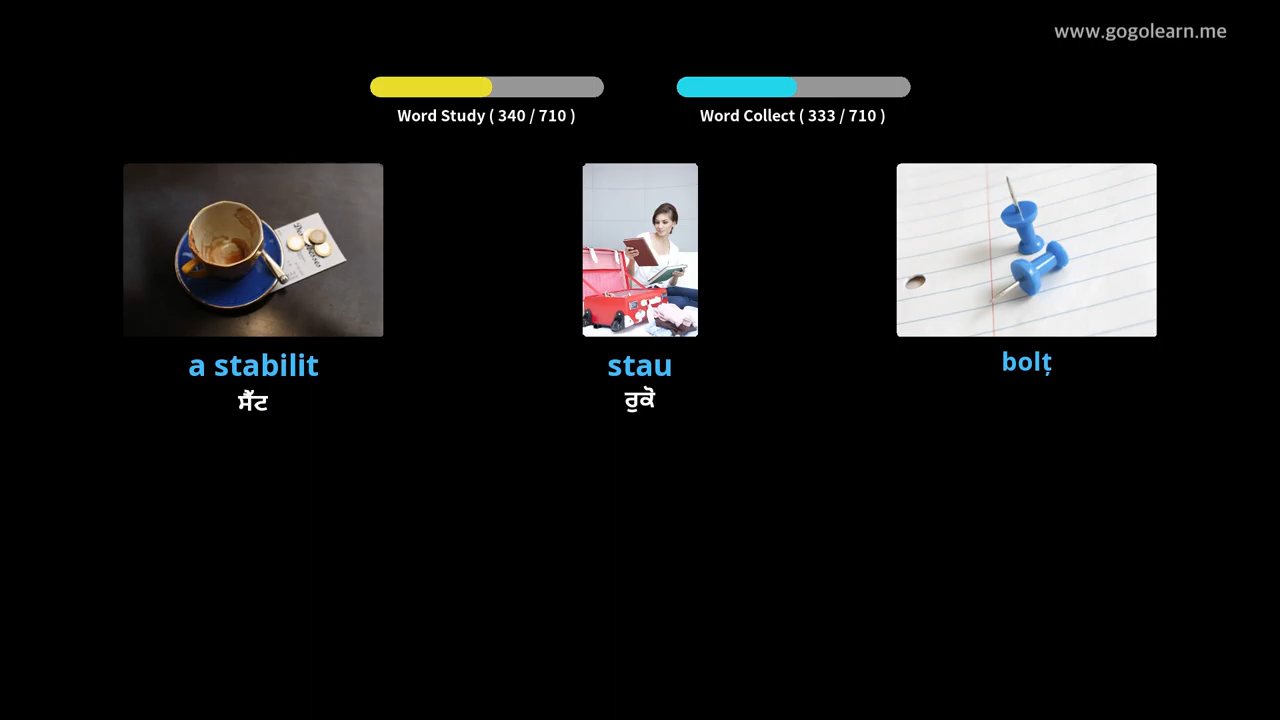 www.gogolearn.me
Word Study ( 340 / 710 )
Word Collect ( 333 / 710 )
a stabilit
ਸੈੱਟ
stau
ਰੁਕੋ
bolț